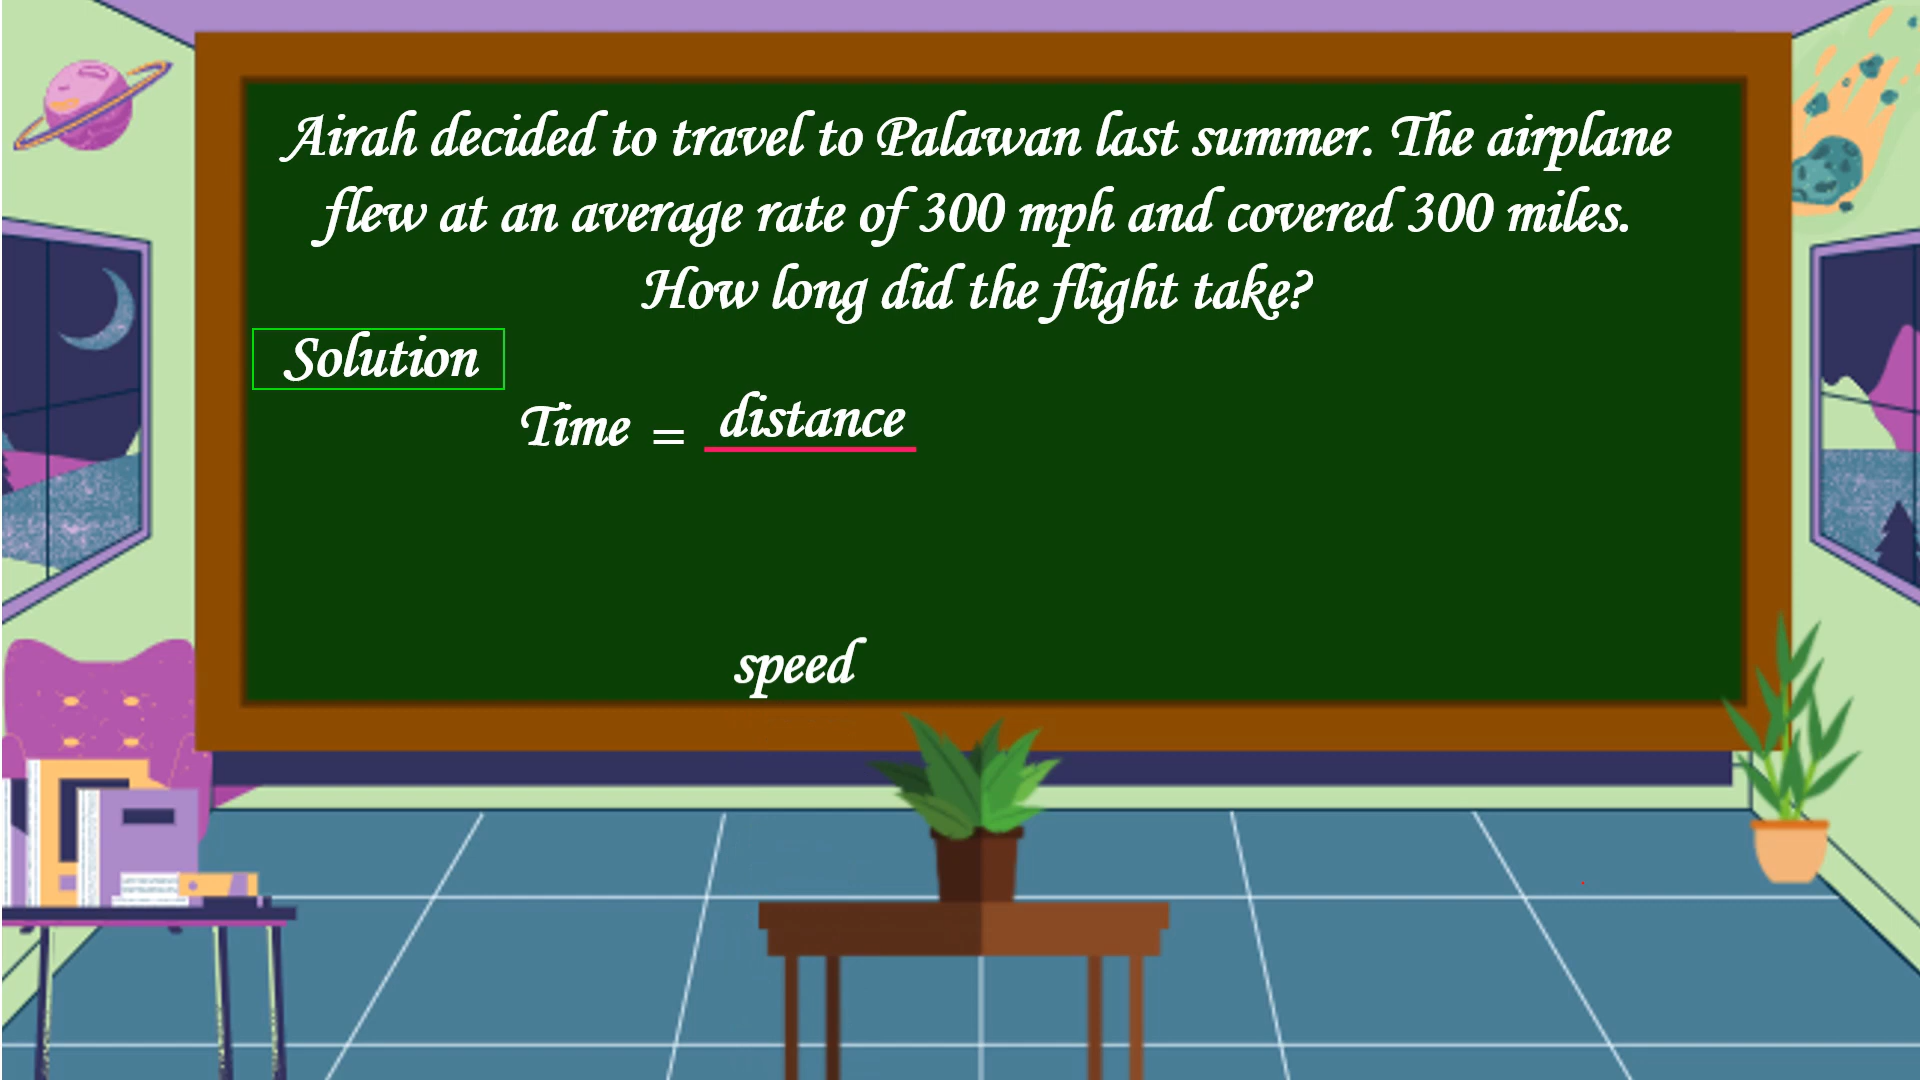 Airah decided to travel to Palawan last summer. The airplane
flew at an average rate of 300 mph and covered 300 miles.
How long did the flight take?
Solution
Time = distance
speed